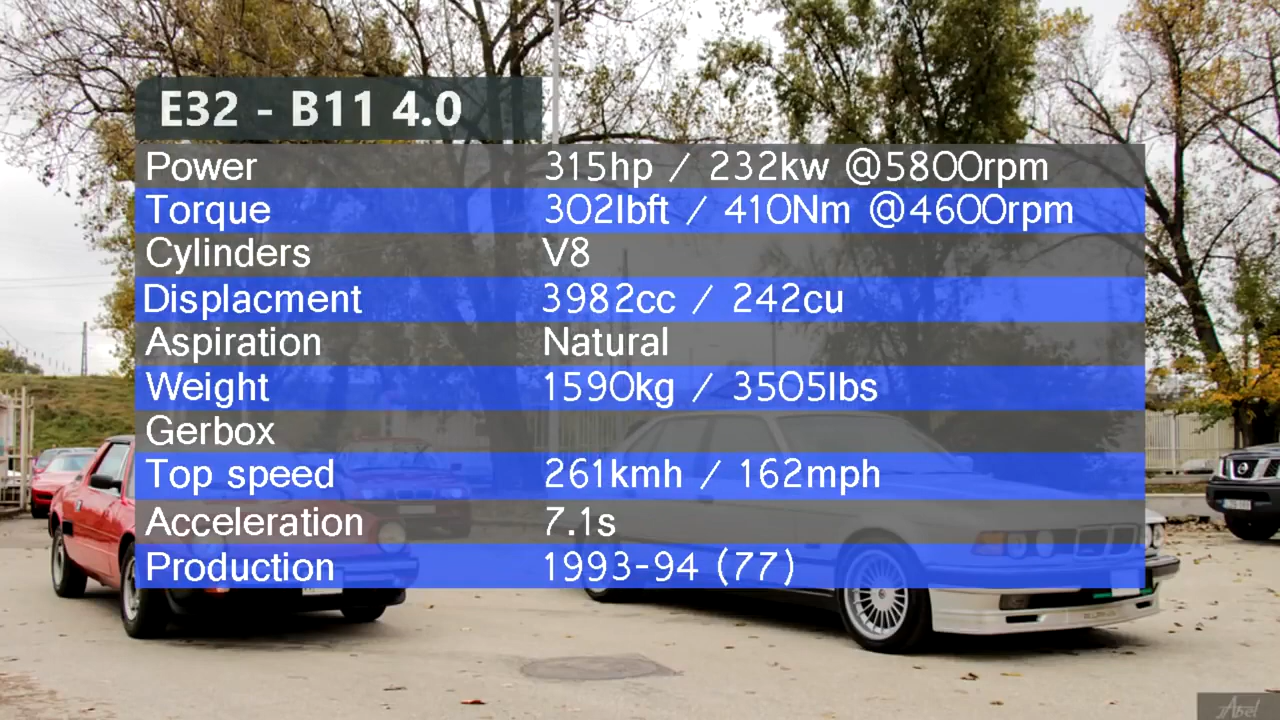 E32 - B11 4.0
Power 315hp / 232kw @5800rpm
Torque 302lbft / 410Nm @4600rpm
Cylinders V8
Displacment 3982cc / 242cu
Aspiration Natural
Weight 1590kg / 3505lbs
Gerbox
Top speed 261kmh / 162mph
Acceleration 7.1s
Production 1993-94 (77)